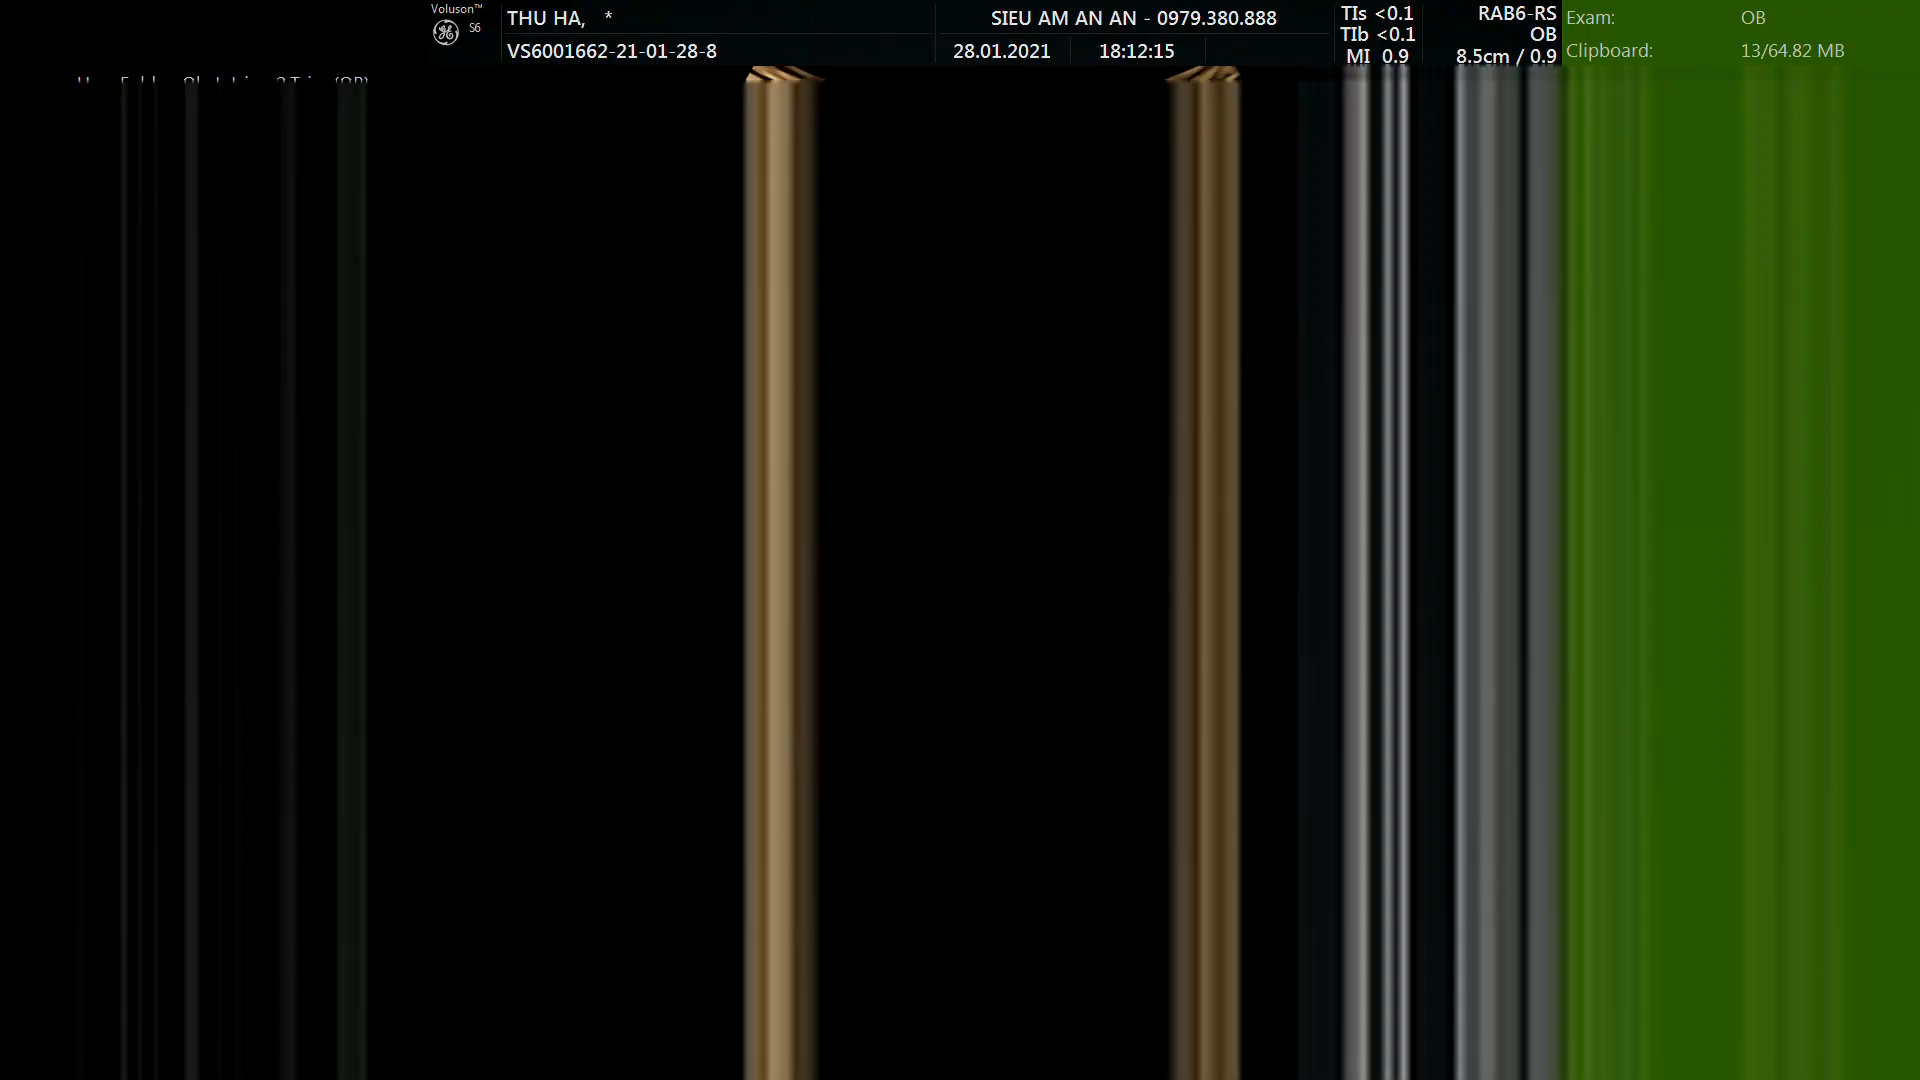 Voluson™
S6
THU HA, *
VS6001662-21-01-28-8
SIEU AM AN AN - 0979.380.888
28.01.2021 18:12:15
TIs <0.1
TIb <0.1
MI 0.9
RAB6-RS
OB
8.5cm / 0.9
Exam: OB
Clipboard: 13/64.82 MB